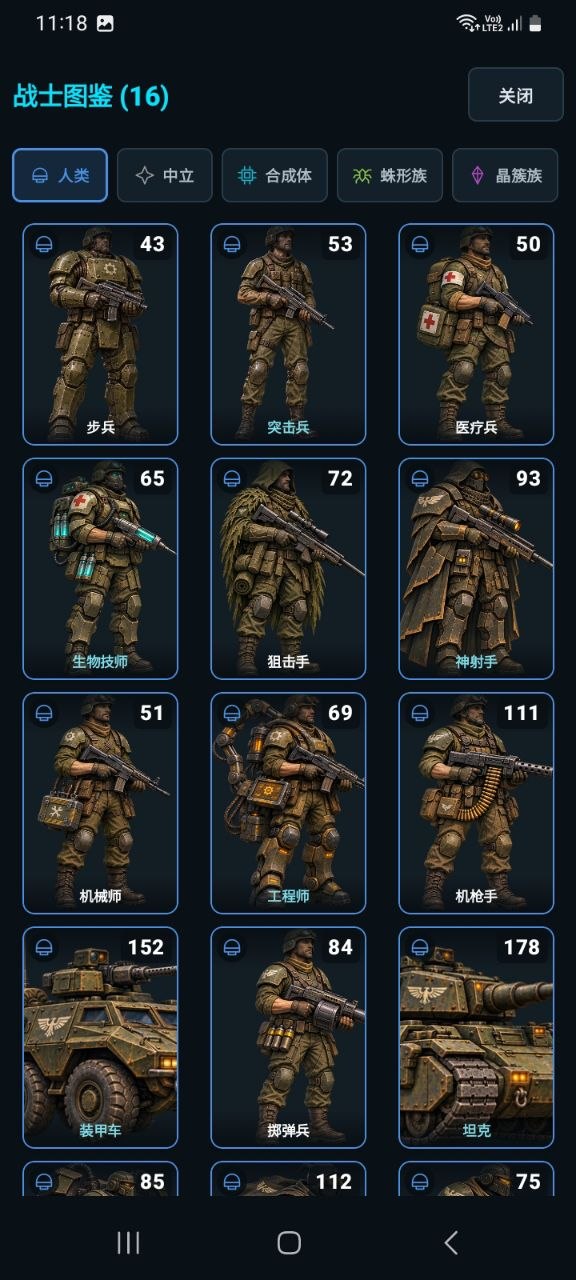 11:18
Vo))
LTE2
战士图鉴 (16)
关闭
人类
中立
合成体
蛛形族
晶簇族
43
步兵
53
突击兵
50
医疗兵
65
生物技师
72
狙击手
93
神射手
51
机械师
69
工程师
111
机枪手
152
装甲车
84
掷弹兵
178
坦克
85
112
75